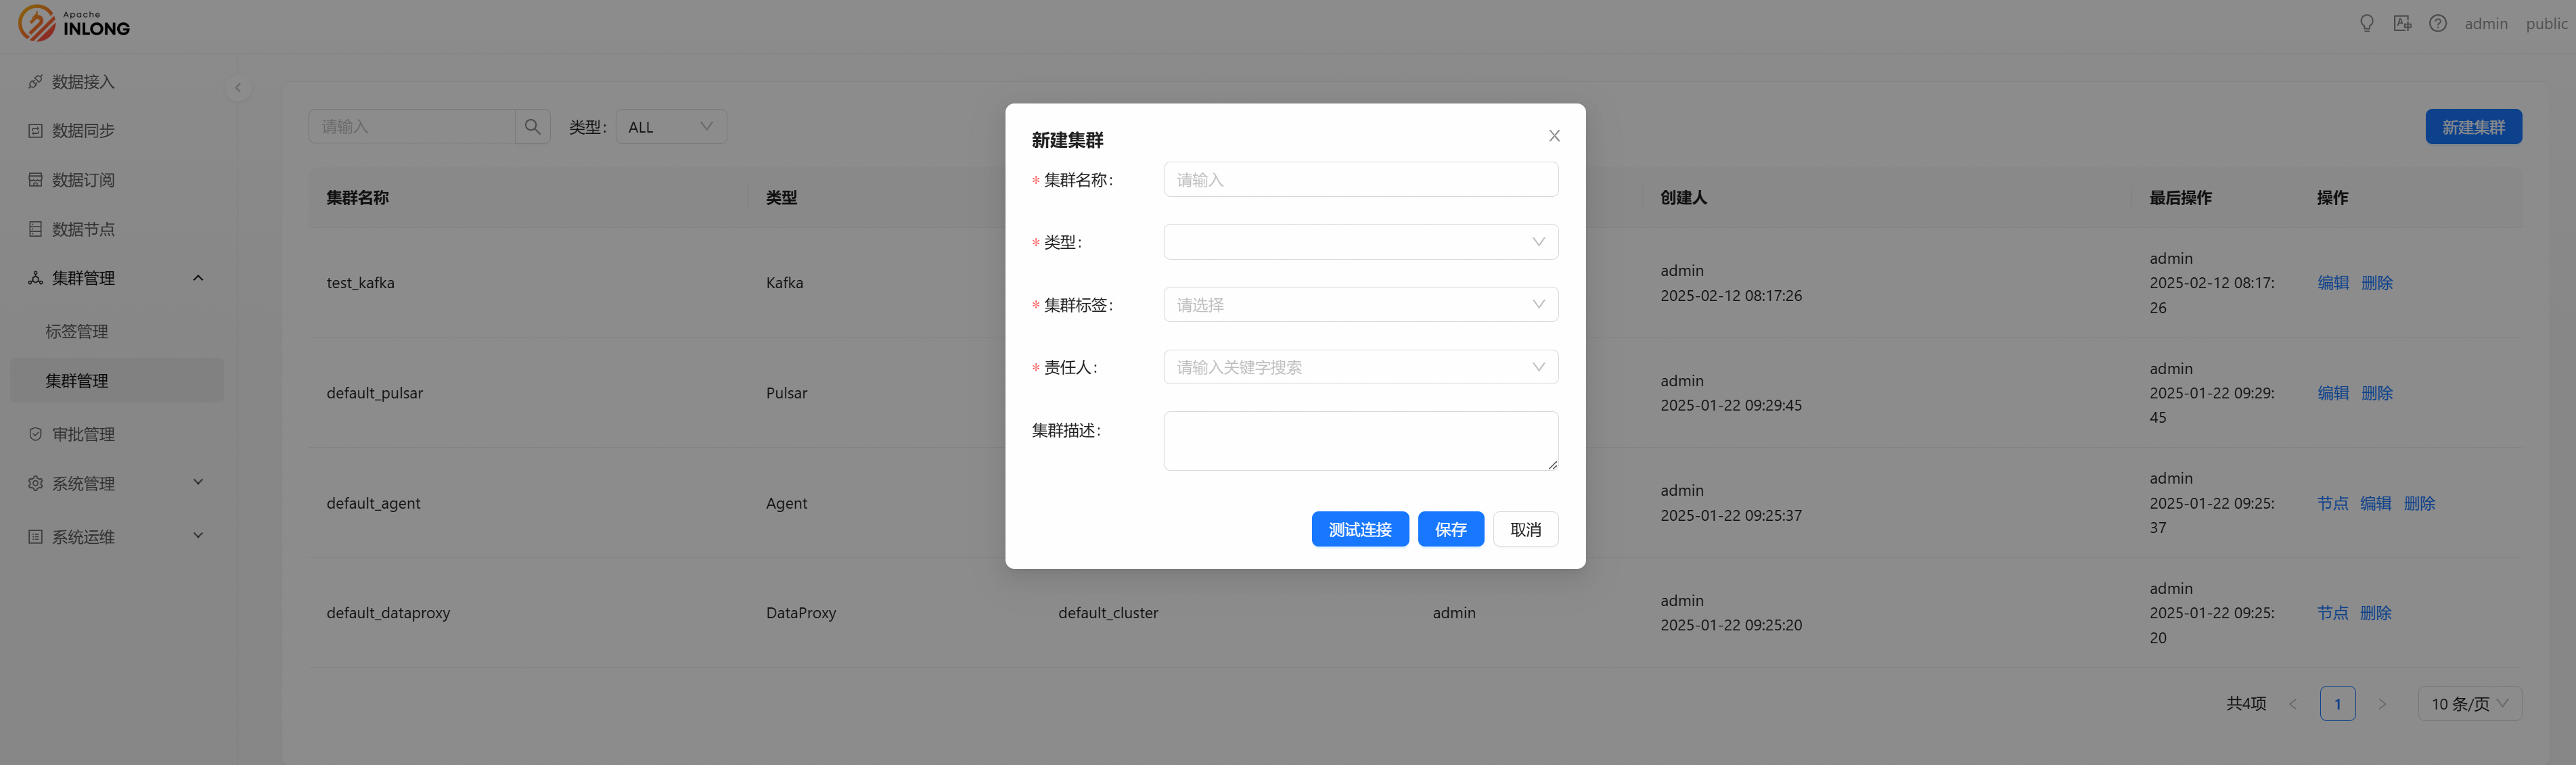 Apache
INLONG
admin public
数据接入
数据同步
数据订阅
数据节点
集群管理
标签管理
集群管理
审批管理
系统管理
系统运维
请输入 类型： ALL 新建集群
集群名称 类型 创建人 最后操作 操作
test_kafka Kafka admin
2025-02-12 08:17:26 admin
2025-02-12 08:17:
26 编辑 删除
default_pulsar Pulsar admin
2025-01-22 09:29:45 admin
2025-01-22 09:29:
45 编辑 删除
default_agent Agent admin
2025-01-22 09:25:37 admin
2025-01-22 09:25:
37 节点 编辑 删除
default_dataproxy DataProxy default_cluster admin admin
2025-01-22 09:25:20 admin
2025-01-22 09:25:
20 节点 删除
共4项 1 10 条/页
新建集群
* 集群名称： 请输入
* 类型：
* 集群标签： 请选择
* 责任人： 请输入关键字搜索
集群描述：
测试连接 保存 取消